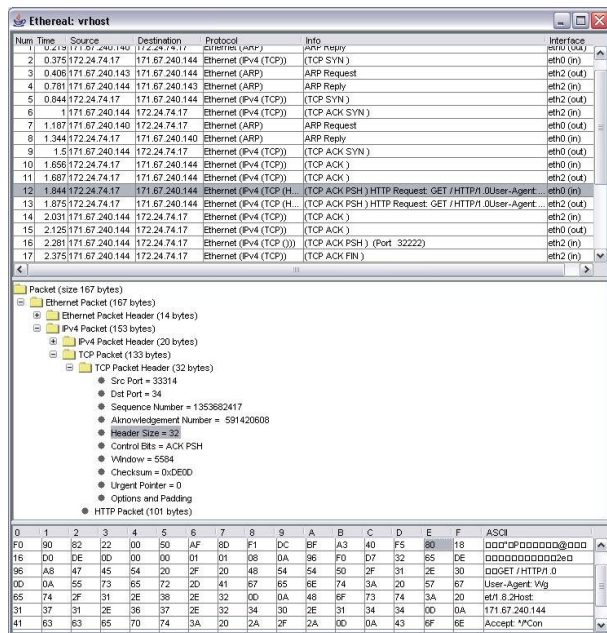 Ethereal: vrhost
Num Time Source Destination Protocol Info Interface
1 0.219 171.67.240.140 172.24.74.17 Ethernet (ARP) ARP Reply eth0 (out)
2 0.375 172.24.74.17 171.67.240.144 Ethernet (IPv4 (TCP)) (TCP SYN ) eth0 (in)
3 0.406 171.67.240.143 171.67.240.144 Ethernet (ARP) ARP Request eth2 (out)
4 0.781 171.67.240.144 171.67.240.143 Ethernet (ARP) ARP Reply eth2 (in)
5 0.844 172.24.74.17 171.67.240.144 Ethernet (IPv4 (TCP)) (TCP SYN ) eth2 (out)
6 1 171.67.240.144 172.24.74.17 Ethernet (IPv4 (TCP)) (TCP ACK SYN ) eth2 (in)
7 1.187 171.67.240.140 172.24.74.17 Ethernet (ARP) ARP Request eth0 (out)
8 1.344 172.24.74.17 171.67.240.140 Ethernet (ARP) ARP Reply eth0 (in)
9 1.5 171.67.240.144 172.24.74.17 Ethernet (IPv4 (TCP)) (TCP ACK SYN ) eth0 (out)
10 1.656 172.24.74.17 171.67.240.144 Ethernet (IPv4 (TCP)) (TCP ACK ) eth0 (in)
11 1.687 172.24.74.17 171.67.240.144 Ethernet (IPv4 (TCP)) (TCP ACK ) eth2 (out)
12 1.844 172.24.74.17 171.67.240.144 Ethernet (IPv4 (TCP (H... (TCP ACK PSH ) HTTP Request: GET / HTTP/1.0User-Agent:... eth0 (in)
13 1.875 172.24.74.17 171.67.240.144 Ethernet (IPv4 (TCP (H... (TCP ACK PSH ) HTTP Request: GET / HTTP/1.0User-Agent:... eth2 (out)
14 2.031 171.67.240.144 172.24.74.17 Ethernet (IPv4 (TCP)) (TCP ACK ) eth2 (in)
15 2.125 171.67.240.144 172.24.74.17 Ethernet (IPv4 (TCP)) (TCP ACK ) eth0 (out)
16 2.281 171.67.240.144 172.24.74.17 Ethernet (IPv4 (TCP ())) (TCP ACK PSH ) (Port 32222) eth2 (in)
17 2.375 171.67.240.144 172.24.74.17 Ethernet (IPv4 (TCP)) (TCP ACK FIN ) eth2 (in)
Packet (size 167 bytes)
Ethernet Packet (167 bytes)
Ethernet Packet Header (14 bytes)
IPv4 Packet (153 bytes)
IPv4 Packet Header (20 bytes)
TCP Packet (133 bytes)
TCP Packet Header (32 bytes)
Src Port = 33314
Dst Port = 34
Sequence Number = 1353682417
Aknowledgement Number = 591420608
Header Size = 32
Control Bits = ACK PSH
Window = 5584
Checksum = 0xDE0D
Urgent Pointer = 0
Options and Padding
HTTP Packet (101 bytes)
0 1 2 3 4 5 6 7 8 9 A B C D E F ASCII
F0 90 82 22 00 50 AF 8D F1 DC BF A3 40 F5 80 18
16 D0 DE 0D 00 00 01 01 08 0A 96 F0 D7 32 65 DE
96 A8 47 45 54 20 2F 20 48 54 54 50 2F 31 2E 30 GET / HTTP/1.0
0D 0A 55 73 65 72 2D 41 67 65 6E 74 3A 20 57 67 User-Agent: Wg
65 74 2F 31 2E 38 2E 32 0D 0A 48 6F 73 74 3A 20 et/1.8.2Host:
31 37 31 2E 36 37 2E 32 34 30 2E 31 34 34 0D 0A 171.67.240.144
41 63 63 65 70 74 3A 20 2A 2F 2A 0D 0A 43 6F 6E Accept: */*Con